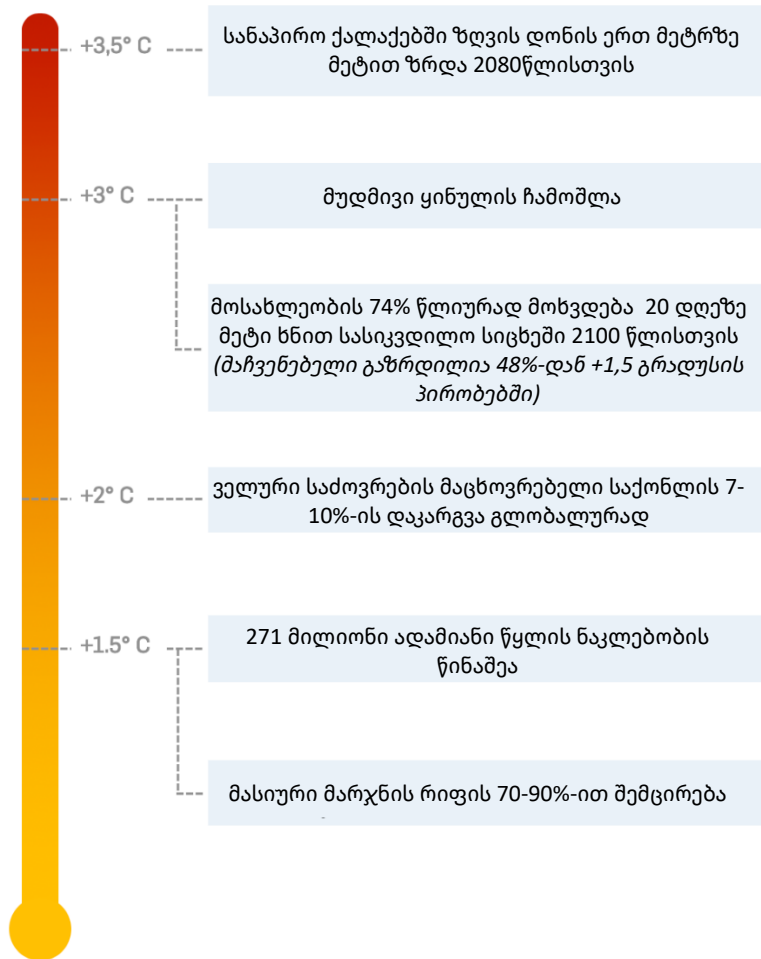 +3,5° C
სანაპირო ქალაქებში ზღვის დონის ერთ მეტრზე
მეტით ზრდა 2080წლისთვის
+3° C
მუდმივი ყინულის ჩამოშლა
მოსახლეობის 74% წლიურად მოხვდება 20 დღეზე
მეტი ხნით სასიკვდილო სიცხეში 2100 წლისთვის
(მაჩვენებელი გაზრდილია 48%-დან +1,5 გრადუსის
პირობებში)
+2° C
ველური საძოვრების მაცხოვრებელი საქონლის 7-
10%-ის დაკარგვა გლობალურად
+1.5° C
271 მილიონი ადამიანი წყლის ნაკლებობის
წინაშეა
მასიური მარჯნის რიფის 70-90%-ით შემცირება